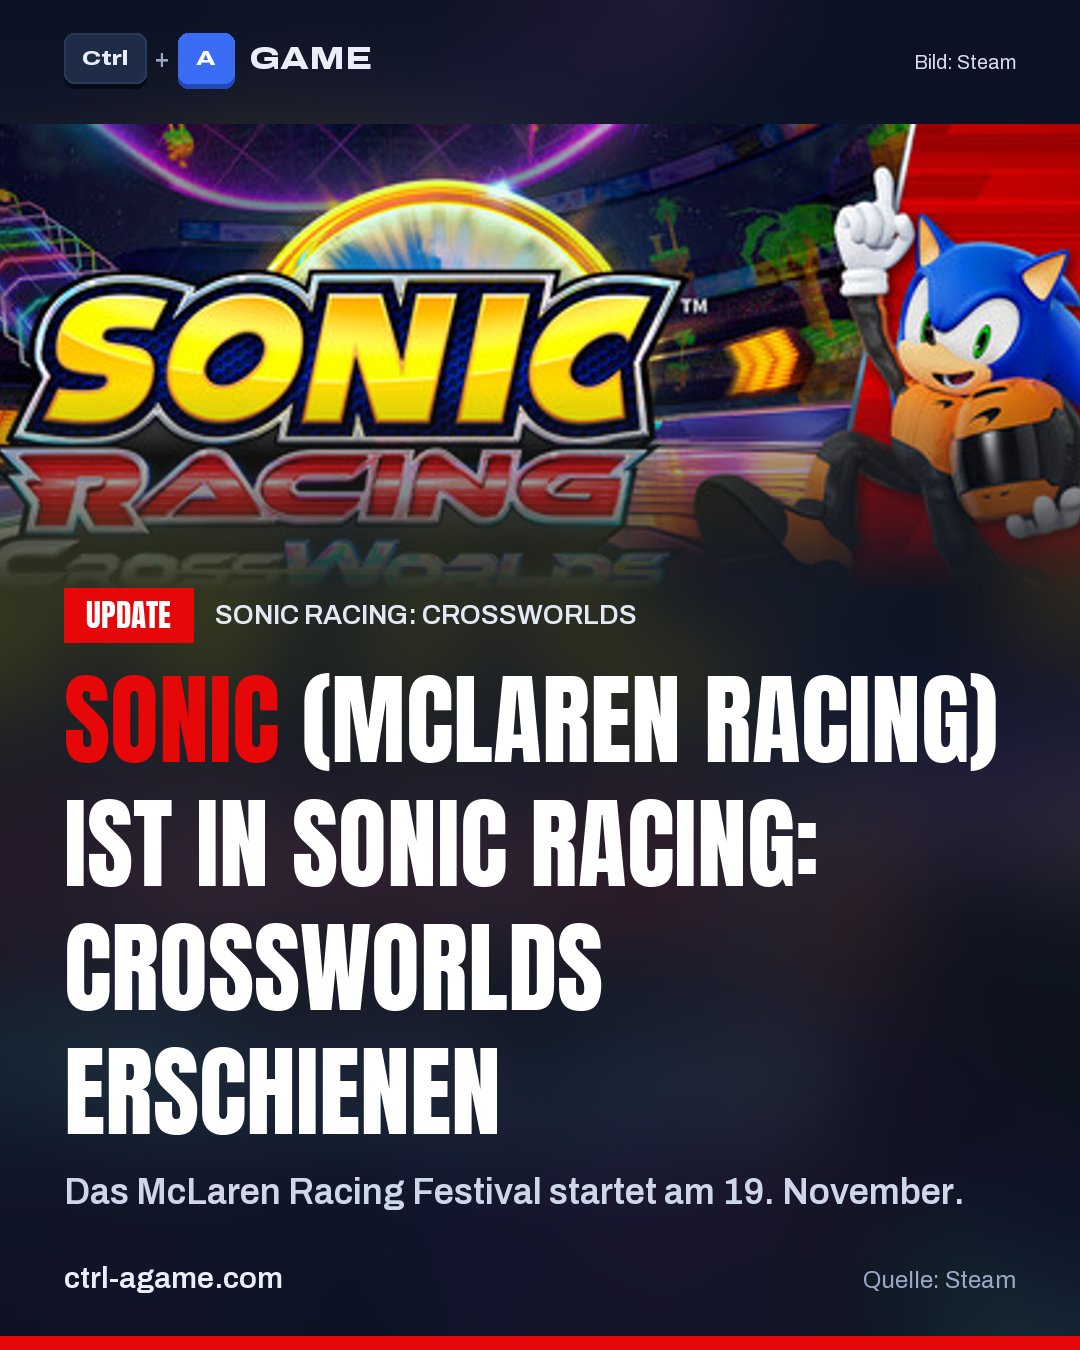 Ctrl + A GAME
Bild: Steam
SONIC™
RACING
CROSSWORLDS
UPDATE
SONIC RACING: CROSSWORLDS
SONIC (MCLAREN RACING)
IST IN SONIC RACING:
CROSSWORLDS
ERSCHIENEN
Das McLaren Racing Festival startet am 19. November.
ctrl-agame.com
Quelle: Steam